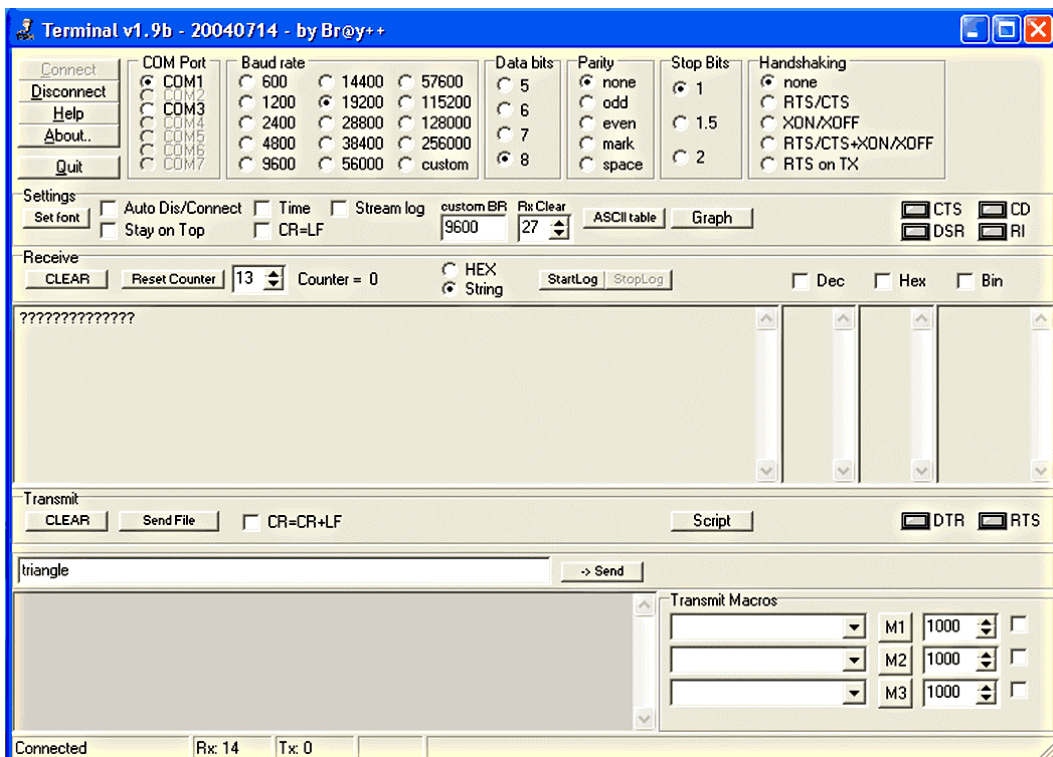 Terminal v1.9b - 20040714 - by Br@y++
Connect
Disconnect
Help
About..
Quit
COM Port
COM1
COM2
COM3
COM4
COM5
COM6
COM7
Baud rate
600 14400 57600
1200 19200 115200
2400 28800 128000
4800 38400 256000
9600 56000 custom
Data bits
5
6
7
8
Parity
none
odd
even
mark
space
Stop Bits
1
1.5
2
Handshaking
none
RTS/CTS
XON/XOFF
RTS/CTS+XON/XOFF
RTS on TX
Settings
Set font
Auto Dis/Connect Time Stream log
Stay on Top CR=LF
custom BR
9600
Rx Clear
27
ASCII table
Graph
CTS CD
DSR RI
Receive
CLEAR Reset Counter 13 Counter = 0
HEX
String
StartLog StopLog
Dec Hex Bin
??????????????
Transmit
CLEAR Send File CR=CR+LF Script DTR RTS
triangle -> Send
Transmit Macros
M1 1000
M2 1000
M3 1000
Connected Rx: 14 Tx: 0